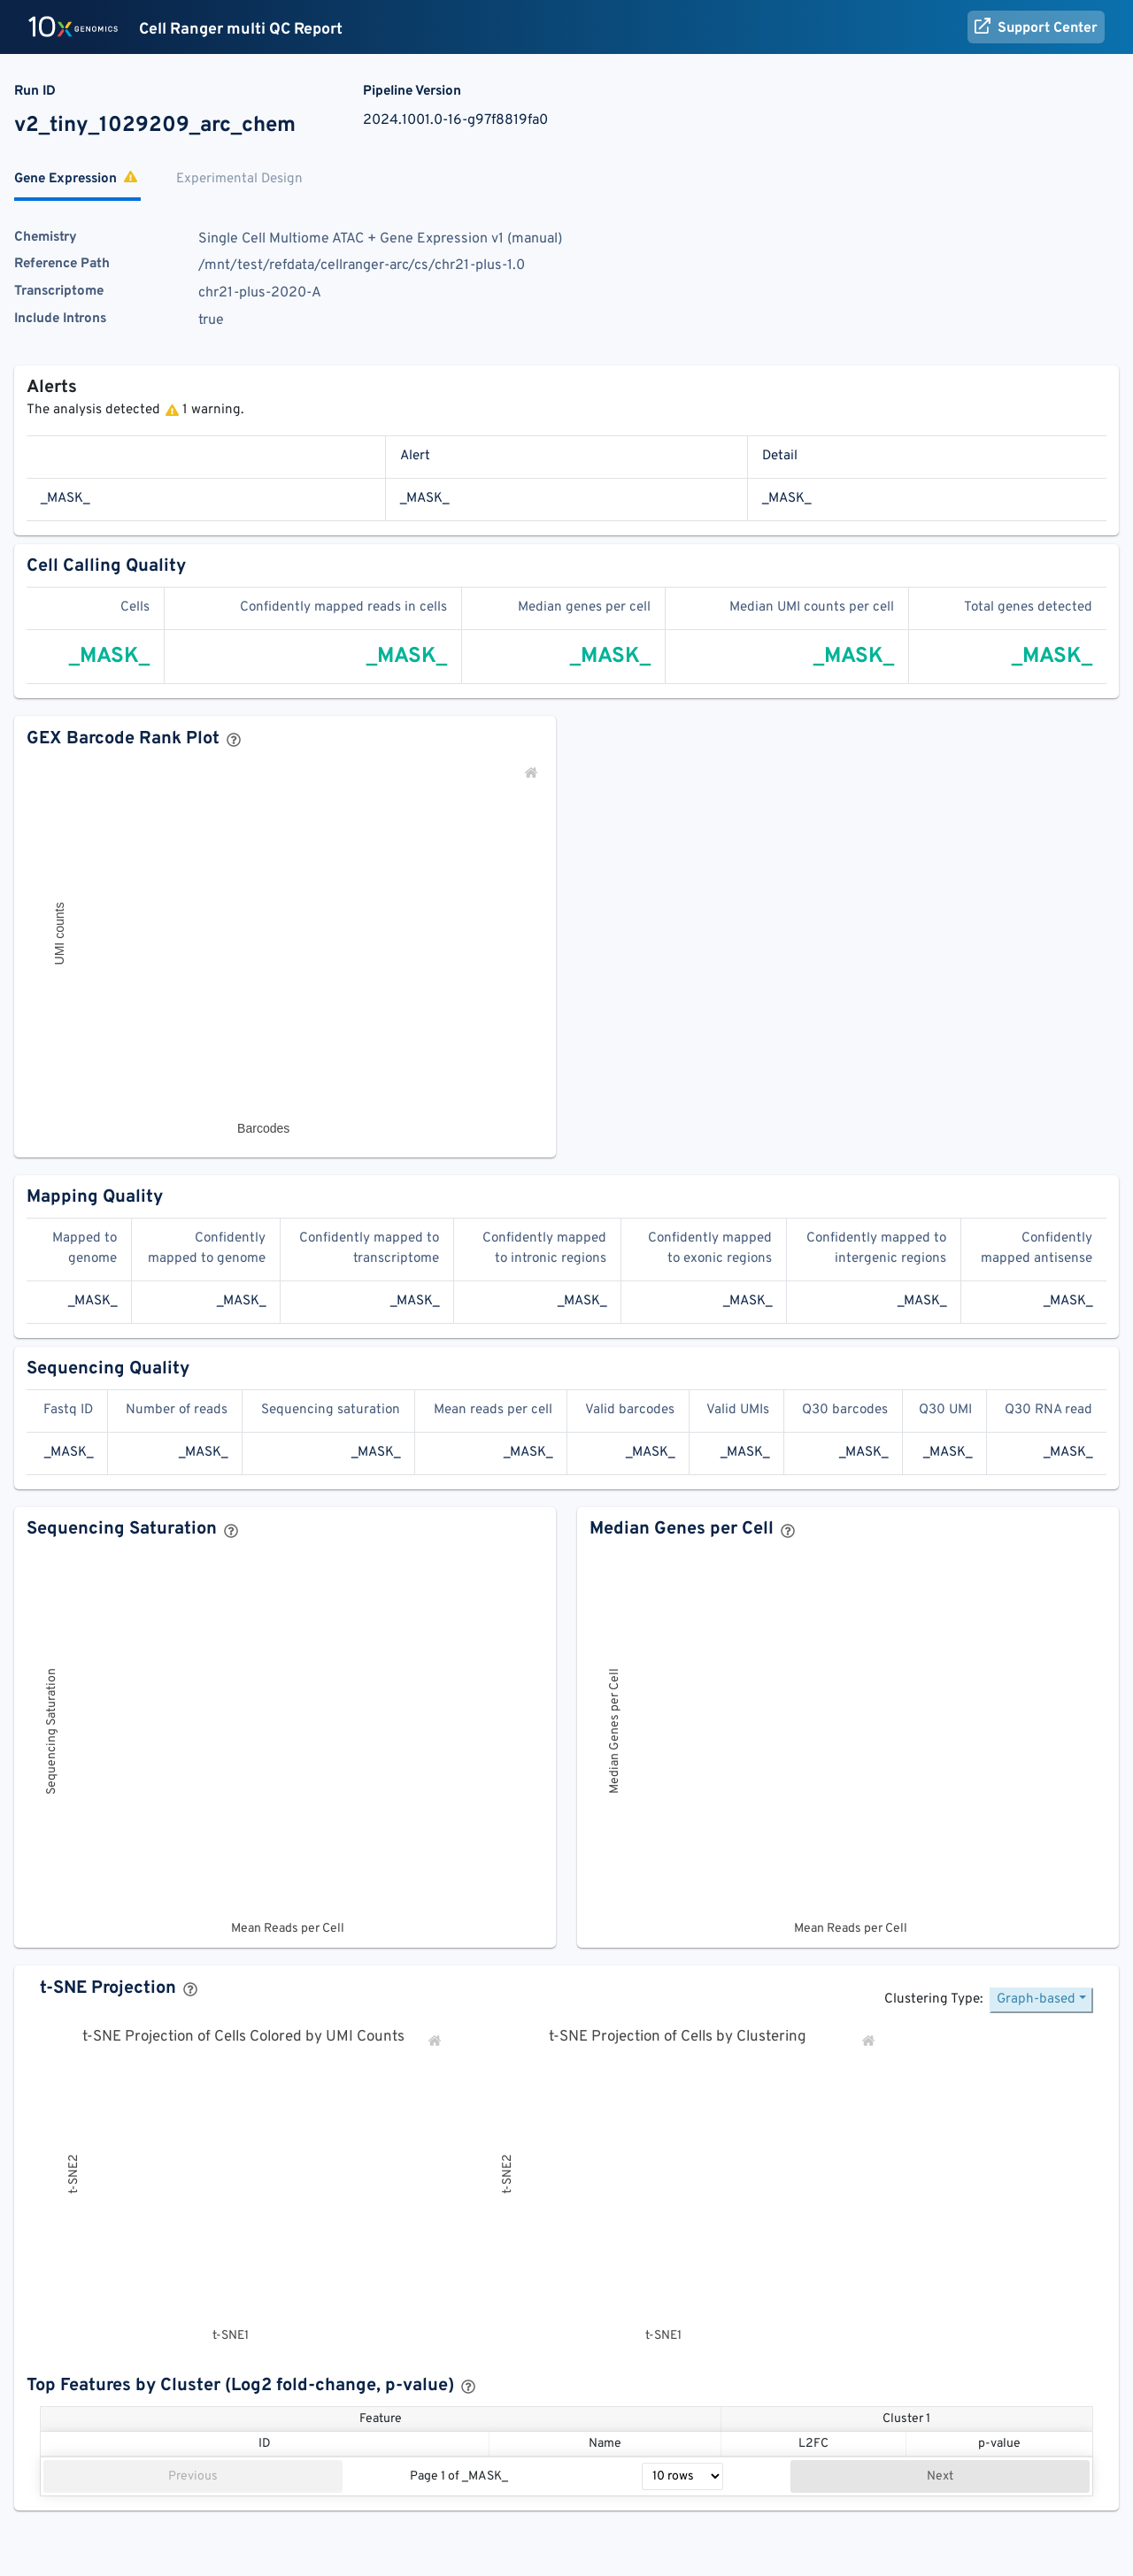 10x GENOMICS Cell Ranger multi QC Report Support Center
Run ID Pipeline Version
v2_tiny_1029209_arc_chem 2024.1001.0-16-g97f8819fa0
Gene Expression Experimental Design
Chemistry Single Cell Multiome ATAC + Gene Expression v1 (manual)
Reference Path /mnt/test/refdata/cellranger-arc/cs/chr21-plus-1.0
Transcriptome chr21-plus-2020-A
Include Introns true
Alerts
The analysis detected 1 warning.
Alert Detail
_MASK_ _MASK_ _MASK_
Cell Calling Quality
Cells Confidently mapped reads in cells Median genes per cell Median UMI counts per cell Total genes detected
_MASK_ _MASK_ _MASK_ _MASK_ _MASK_
GEX Barcode Rank Plot
UMI counts
Barcodes
Mapping Quality
Mapped to genome Confidently mapped to genome Confidently mapped to transcriptome Confidently mapped to intronic regions Confidently mapped to exonic regions Confidently mapped to intergenic regions Confidently mapped antisense
_MASK_ _MASK_ _MASK_ _MASK_ _MASK_ _MASK_ _MASK_
Sequencing Quality
Fastq ID Number of reads Sequencing saturation Mean reads per cell Valid barcodes Valid UMIs Q30 barcodes Q30 UMI Q30 RNA read
_MASK_ _MASK_ _MASK_ _MASK_ _MASK_ _MASK_ _MASK_ _MASK_ _MASK_
Sequencing Saturation
Sequencing Saturation
Mean Reads per Cell
Median Genes per Cell
Median Genes per Cell
Mean Reads per Cell
t-SNE Projection
Clustering Type: Graph-based
t-SNE Projection of Cells Colored by UMI Counts
t-SNE2
t-SNE1
t-SNE Projection of Cells by Clustering
t-SNE2
t-SNE1
Top Features by Cluster (Log2 fold-change, p-value)
Feature Cluster 1
ID Name L2FC p-value
Previous Page 1 of _MASK_ 10 rows Next